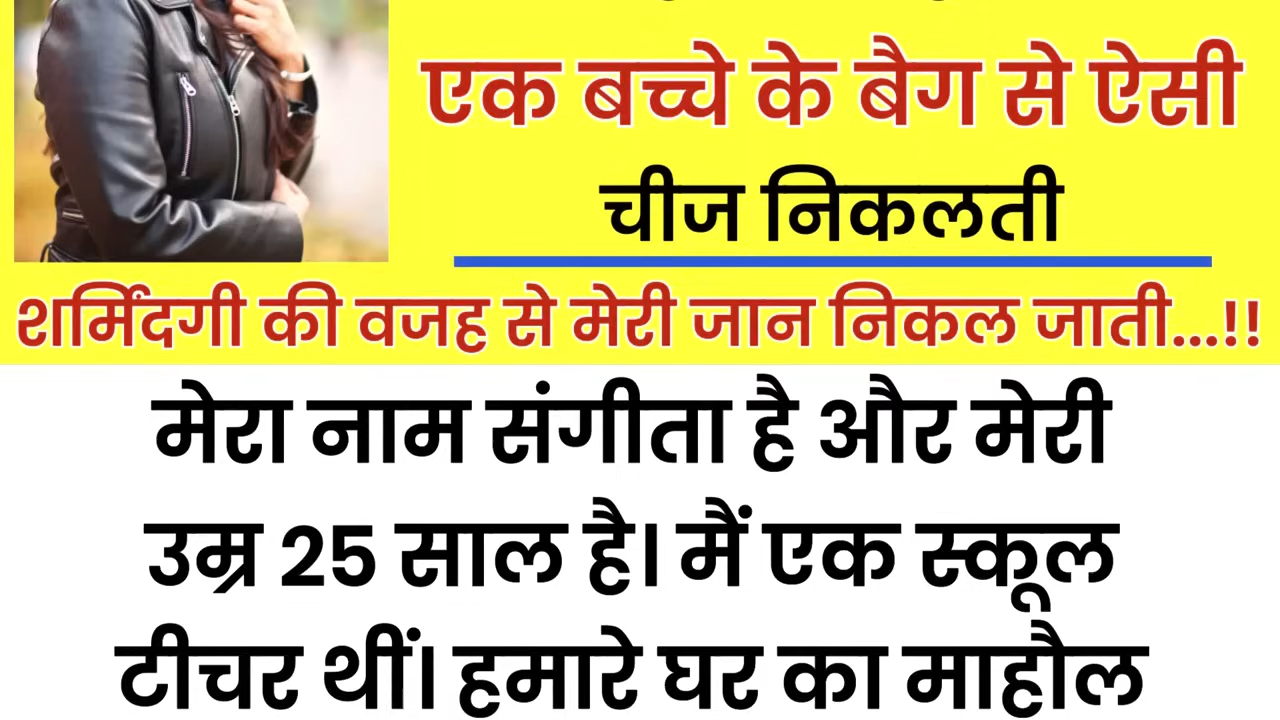 एक बच्चे के बैग से ऐसी
चीज निकलती
शर्मिंदगी की वजह से मेरी जान निकल जाती...!!
मेरा नाम संगीता है और मेरी
उम्र 25 साल है। मैं एक स्कूल
टीचर थीं। हमारे घर का माहौल